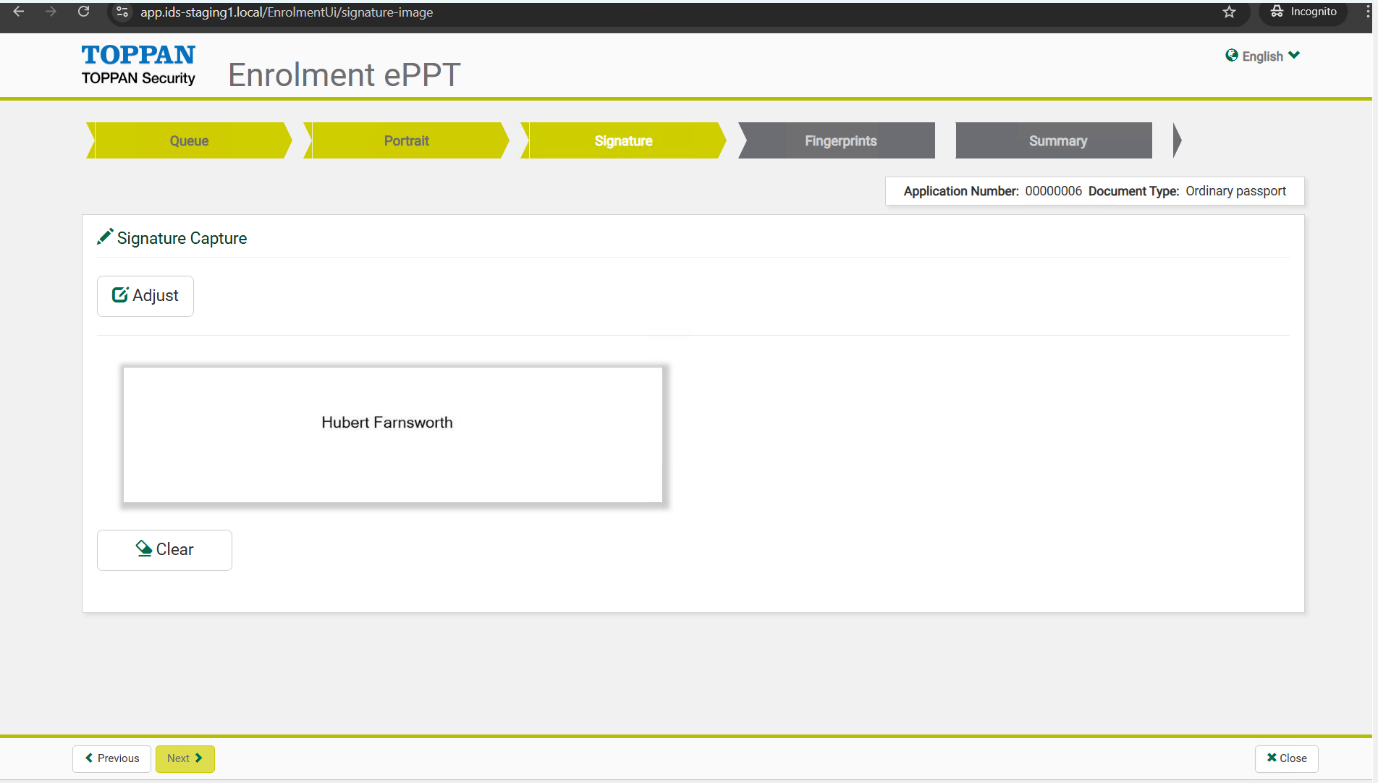 app.ids-staging1.local/EnrolmentUi/signature-image
Incognito
TOPPAN
TOPPAN Security
Enrolment ePPT
English
Queue
Portrait
Signature
Fingerprints
Summary
Application Number: 00000006 Document Type: Ordinary passport
Signature Capture
Adjust
Hubert Farnsworth
Clear
Previous
Next
Close